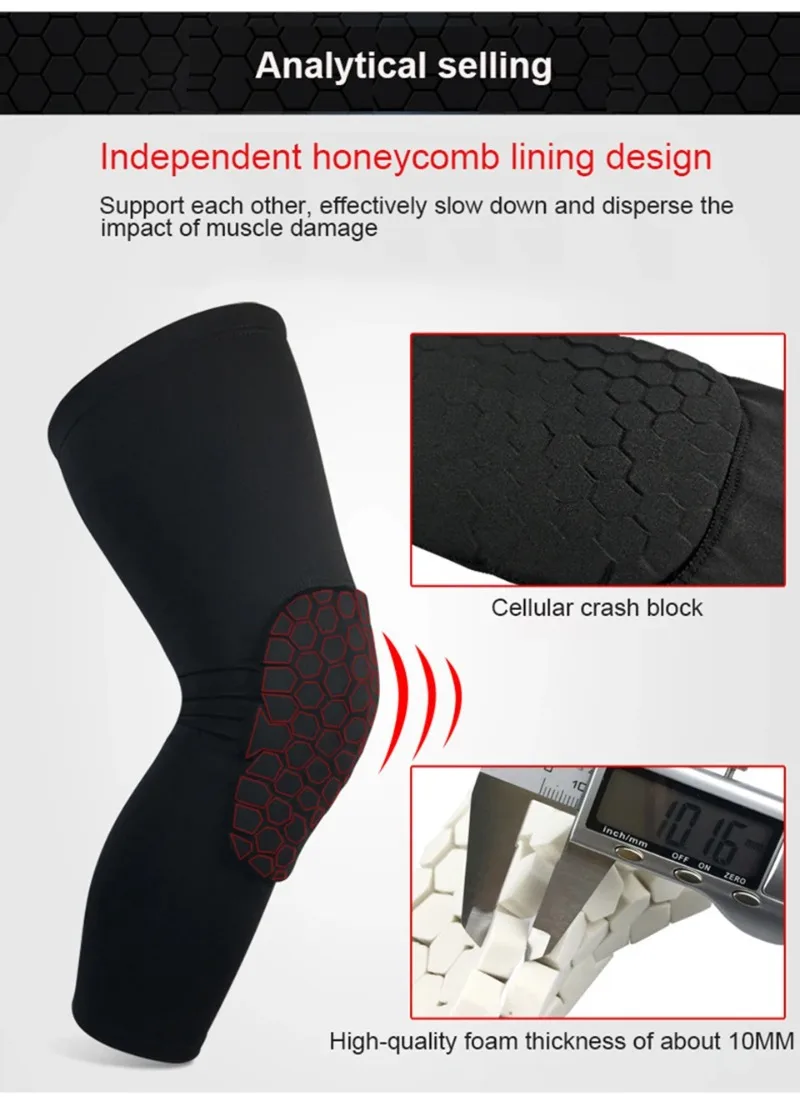 Analytical selling
Independent honeycomb lining design
Support each other, effectively slow down and disperse the
impact of muscle damage
Cellular crash block
10
inch/mm
OFF ON ZERO
High-quality foam thickness of about 10MM